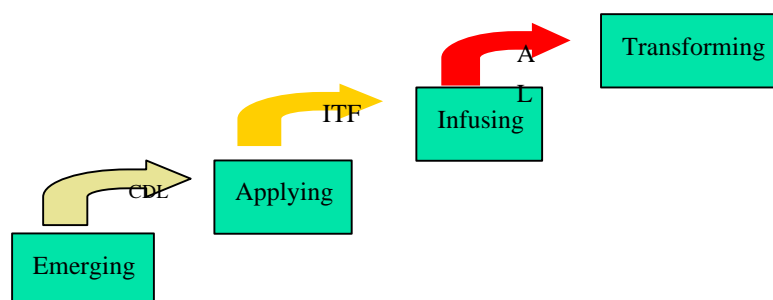 Transforming
A
L
Infusing
ITF
Applying
CDL
Emerging